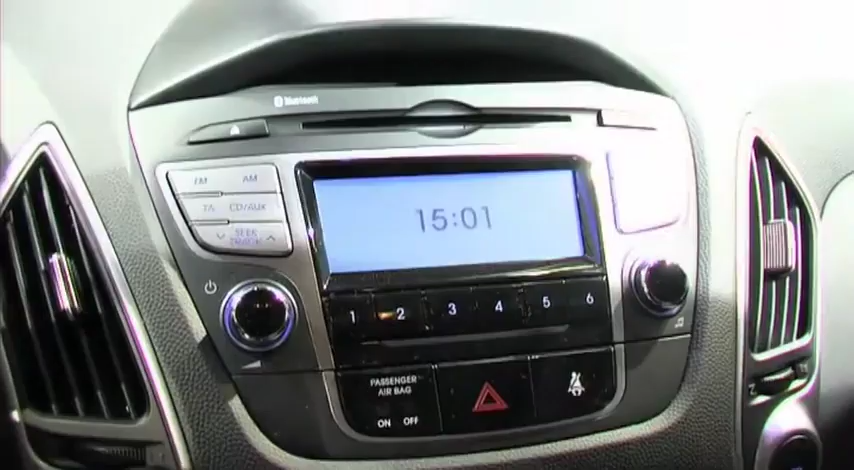 Bluetooth
FM AM
TA CD/AUX
SEEK
TRACK
15:01
1 2 3 4 5 6
PASSENGER
AIR BAG
ON OFF